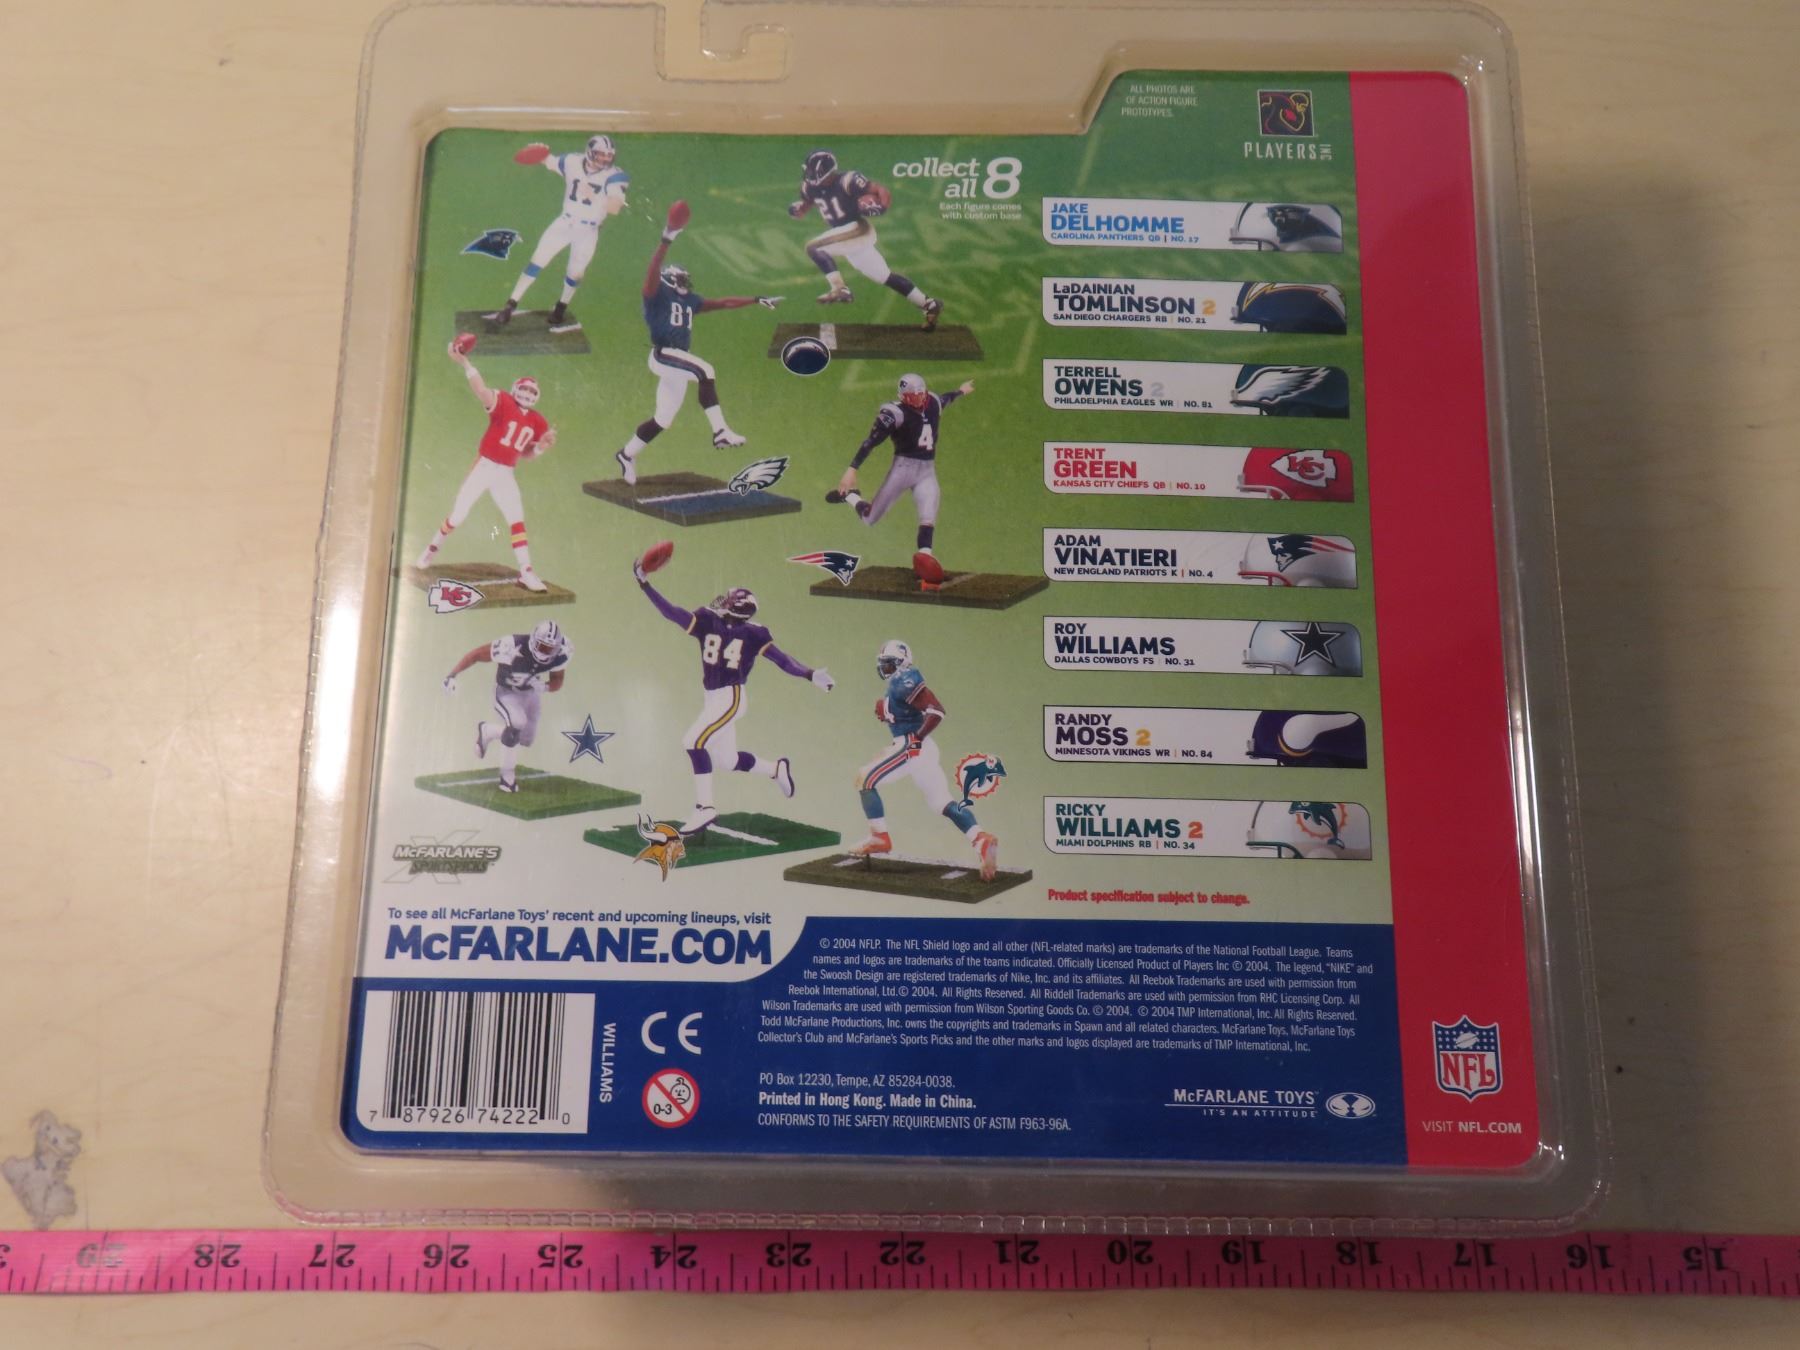 ALL PHOTOS ARE
OF ACTION FIGURE
PROTOTYPES.
PLAYERS INC
collect
all 8
Each figure comes
with custom base
JAKE
DELHOMME
CAROLINA PANTHERS QB | NO. 17
LaDAINIAN
TOMLINSON 2
SAN DIEGO CHARGERS RB | NO. 21
TERRELL
OWENS 2
PHILADELPHIA EAGLES WR | NO. 81
TRENT
GREEN
KANSAS CITY CHIEFS QB | NO. 10
ADAM
VINATIERI
NEW ENGLAND PATRIOTS K | NO. 4
ROY
WILLIAMS
DALLAS COWBOYS FS | NO. 31
RANDY
MOSS 2
MINNESOTA VIKINGS WR | NO. 84
RICKY
WILLIAMS 2
MIAMI DOLPHINS RB | NO. 34
Product specification subject to change.
17
21
81
10
4
84
KC
KC
McFARLANE'S
SPORTSPICKS
To see all McFarlane Toys' recent and upcoming lineups, visit
McFARLANE.COM
© 2004 NFLP. The NFL Shield logo and all other (NFL-related marks) are trademarks of the National Football League. Teams
names and logos are trademarks of the teams indicated. Officially Licensed Product of Players Inc © 2004. The legend, "NIKE" and
the Swoosh Design are registered trademarks of Nike, Inc. and its affiliates. All Reebok Trademarks are used with permission from
Reebok International, Ltd.© 2004. All Rights Reserved. All Riddell Trademarks are used with permission from RHC Licensing Corp. All
Wilson Trademarks are used with permission from Wilson Sporting Goods Co. © 2004. © 2004 TMP International, Inc. All Rights Reserved.
Todd McFarlane Productions, Inc. owns the copyrights and trademarks in Spawn and all related characters. McFarlane Toys, McFarlane Toys
Collector's Club and McFarlane's Sports Picks and the other marks and logos displayed are trademarks of TMP International, Inc.
PO Box 12230, Tempe, AZ 85284-0038.
Printed in Hong Kong. Made in China.
CONFORMS TO THE SAFETY REQUIREMENTS OF ASTM F963-96A.
7 87926 74222 0
WILLIAMS
CE
0-3
McFARLANE TOYS™
IT'S AN ATTITUDE
NFL
VISIT NFL.COM
29 28 27 26 25 24 23 22 21 20 19 18 17 16 15